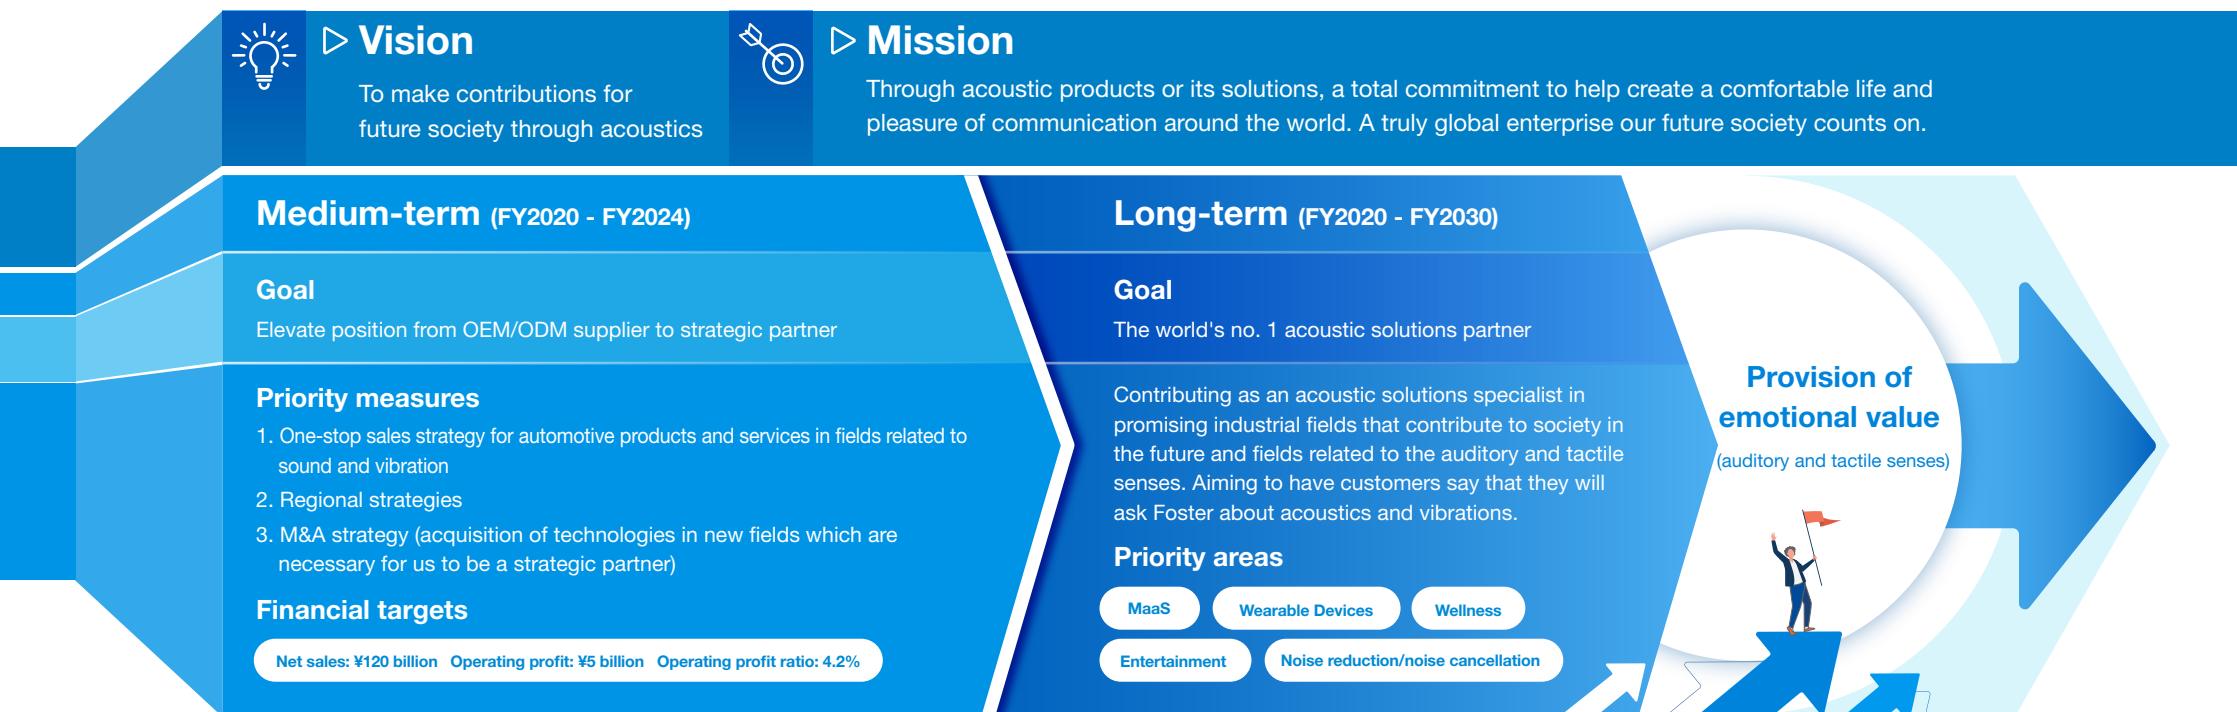 Vision
To make contributions for
future society through acoustics
Mission
Through acoustic products or its solutions, a total commitment to help create a comfortable life and
pleasure of communication around the world. A truly global enterprise our future society counts on.
Medium-term (FY2020 - FY2024)
Goal
Elevate position from OEM/ODM supplier to strategic partner
Priority measures
1. One-stop sales strategy for automotive products and services in fields related to
sound and vibration
2. Regional strategies
3. M&A strategy (acquisition of technologies in new fields which are
necessary for us to be a strategic partner)
Financial targets
Net sales: ¥120 billion Operating profit: ¥5 billion Operating profit ratio: 4.2%
Long-term (FY2020 - FY2030)
Goal
The world's no. 1 acoustic solutions partner
Contributing as an acoustic solutions specialist in
promising industrial fields that contribute to society in
the future and fields related to the auditory and tactile
senses. Aiming to have customers say that they will
ask Foster about acoustics and vibrations.
Priority areas
MaaS
Wearable Devices
Wellness
Entertainment
Noise reduction/noise cancellation
Provision of
emotional value
(auditory and tactile senses)